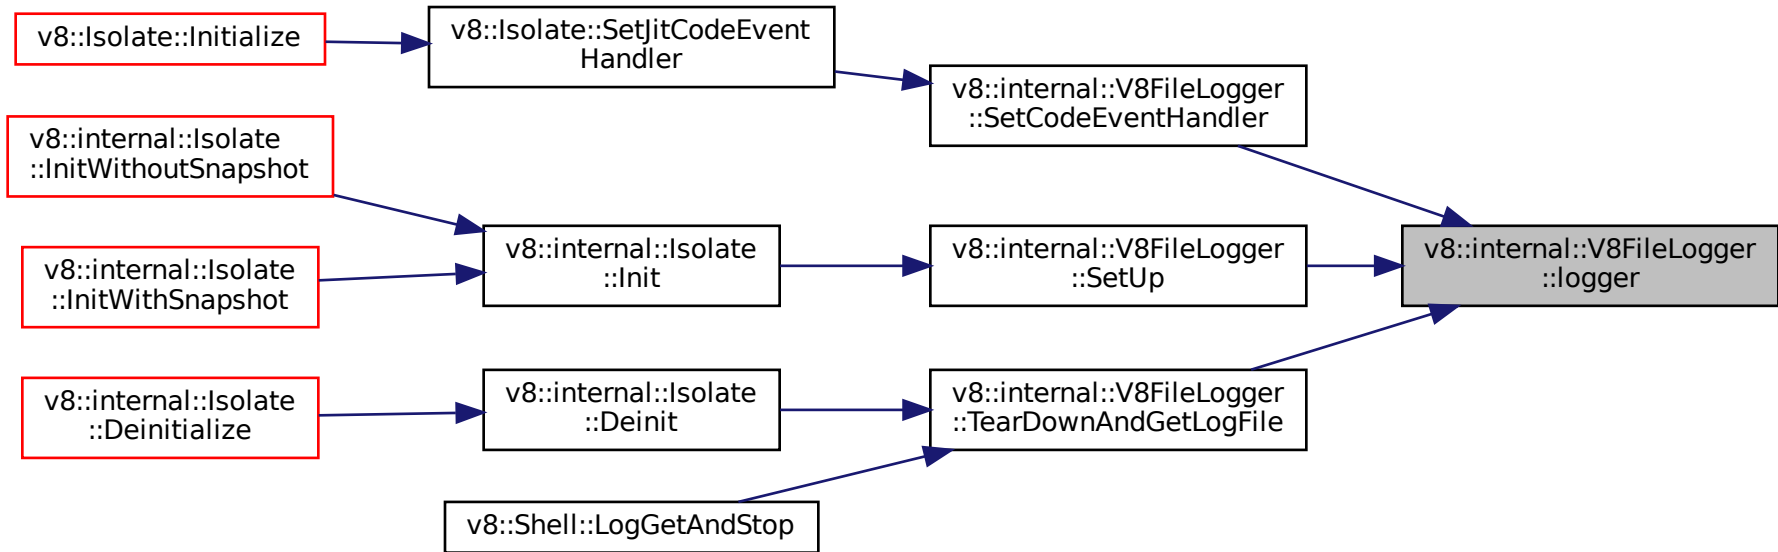 v8::Isolate::Initialize
v8::Isolate::SetJitCodeEvent
Handler
v8::internal::V8FileLogger
::SetCodeEventHandler
v8::internal::Isolate
::InitWithoutSnapshot
v8::internal::Isolate
::InitWithSnapshot
v8::internal::Isolate
::Init
v8::internal::V8FileLogger
::SetUp
v8::internal::V8FileLogger
::logger
v8::internal::Isolate
::Deinitialize
v8::internal::Isolate
::Deinit
v8::internal::V8FileLogger
::TearDownAndGetLogFile
v8::Shell::LogGetAndStop